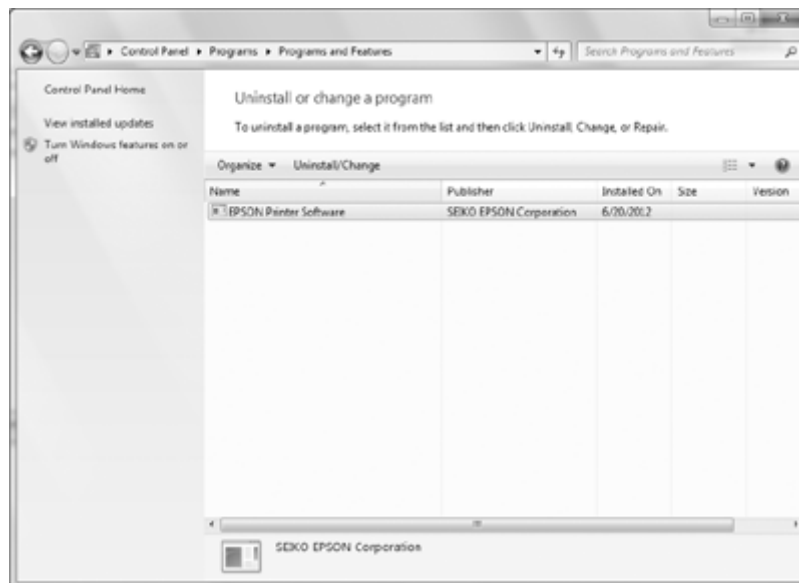 Control Panel ▸ Programs ▸ Programs and Features
Search Programs and Features
Control Panel Home
View installed updates
Turn Windows features on or
off
Uninstall or change a program
To uninstall a program, select it from the list and then click Uninstall, Change, or Repair.
Organize Uninstall/Change
Name Publisher Installed On Size Version
EPSON Printer Software SEIKO EPSON Corporation 6/20/2012
SEIKO EPSON Corporation